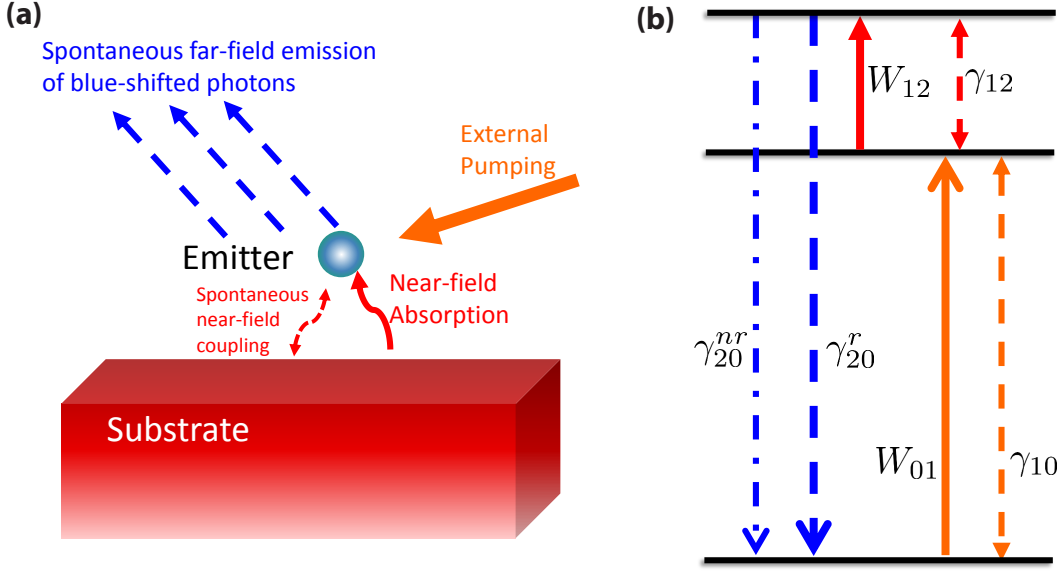 (a)
Spontaneous far-field emission
of blue-shifted photons
External
Pumping
Emitter
Spontaneous
near-field
coupling
Near-field
Absorption
Substrate
(b)
W₁₂
γ₁₂
γ₂₀ⁿʳ
γ₂₀ʳ
W₀₁
γ₁₀